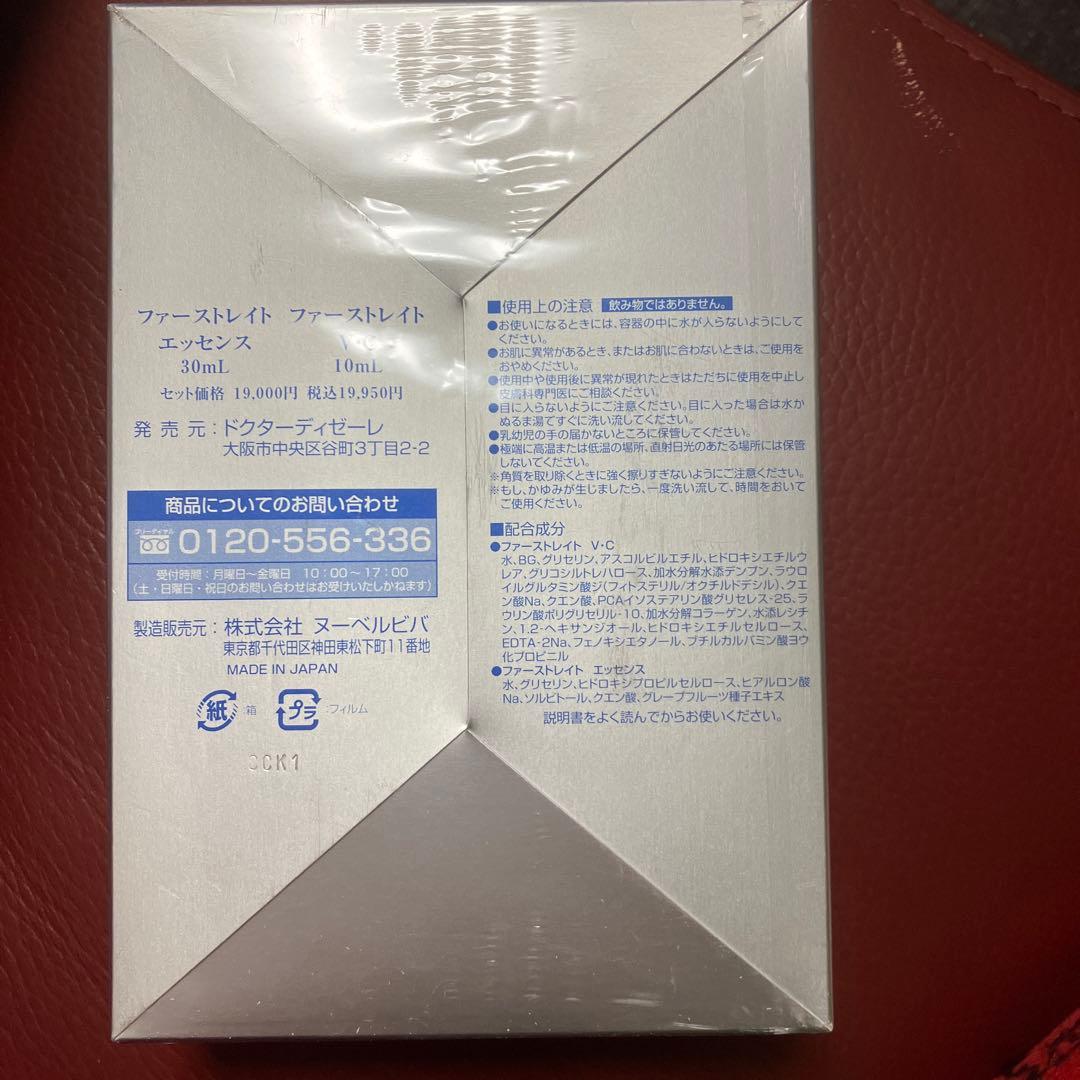 ファーストレイト ファーストレイト
エッセンス V・C
30mL 10mL
セット価格 19,000円 税込19,950円
発売元:ドクターディゼーレ
大阪市中央区谷町3丁目2-2
商品についてのお問い合わせ
フリーダイヤル 0120-556-336
受付時間:月曜日〜金曜日 10:00〜17:00
(土・日曜日・祝日のお問い合わせはお受けいたしかねます)
製造販売元:株式会社 ヌーベルビバ
東京都千代田区神田東松下町11番地
MADE IN JAPAN
紙 :箱 プラ :フィルム
CCK1
■使用上の注意 飲み物ではありません。
●お使いになるときには、容器の中に水が入らないようにして
ください。
●お肌に異常があるとき、またはお肌に合わないときは、ご使用を
おやめください。
●使用中や使用後に異常が現れたときはただちに使用を中止し
皮膚科専門医にご相談ください。
●目に入らないようにご注意ください。目に入った場合は水か
ぬるま湯ですぐに洗い流してください。
●乳幼児の手の届かないところに保管してください。
●極端に高温または低温の場所、直射日光のあたる場所には保管
しないでください。
※角質を取り除くときに強く擦りすぎないようにご注意ください。
※もし、かゆみが生じましたら、一度洗い流して、時間をおいて
ご使用ください。
■配合成分
●ファーストレイト V・C
水、BG、グリセリン、アスコルビルエチル、ヒドロキシエチルウ
レア、グリコシルトレハロース、加水分解水添デンプン、ラウロ
イルグルタミン酸ジ(フィトステリル/オクチルドデシル)、クエ
ン酸Na、クエン酸、PCAイソステアリン酸グリセレス-25、ラ
ウリン酸ポリグリセリル-10、加水分解コラーゲン、水添レシチ
ン、1,2-ヘキサンジオール、ヒドロキシエチルセルロース、
EDTA-2Na、フェノキシエタノール、ブチルカルバミン酸ヨウ
化プロピニル
●ファーストレイト エッセンス
水、グリセリン、ヒドロキシプロピルセルロース、ヒアルロン酸
Na、ソルビトール、クエン酸、グレープフルーツ種子エキス
説明書をよく読んでからお使いください。